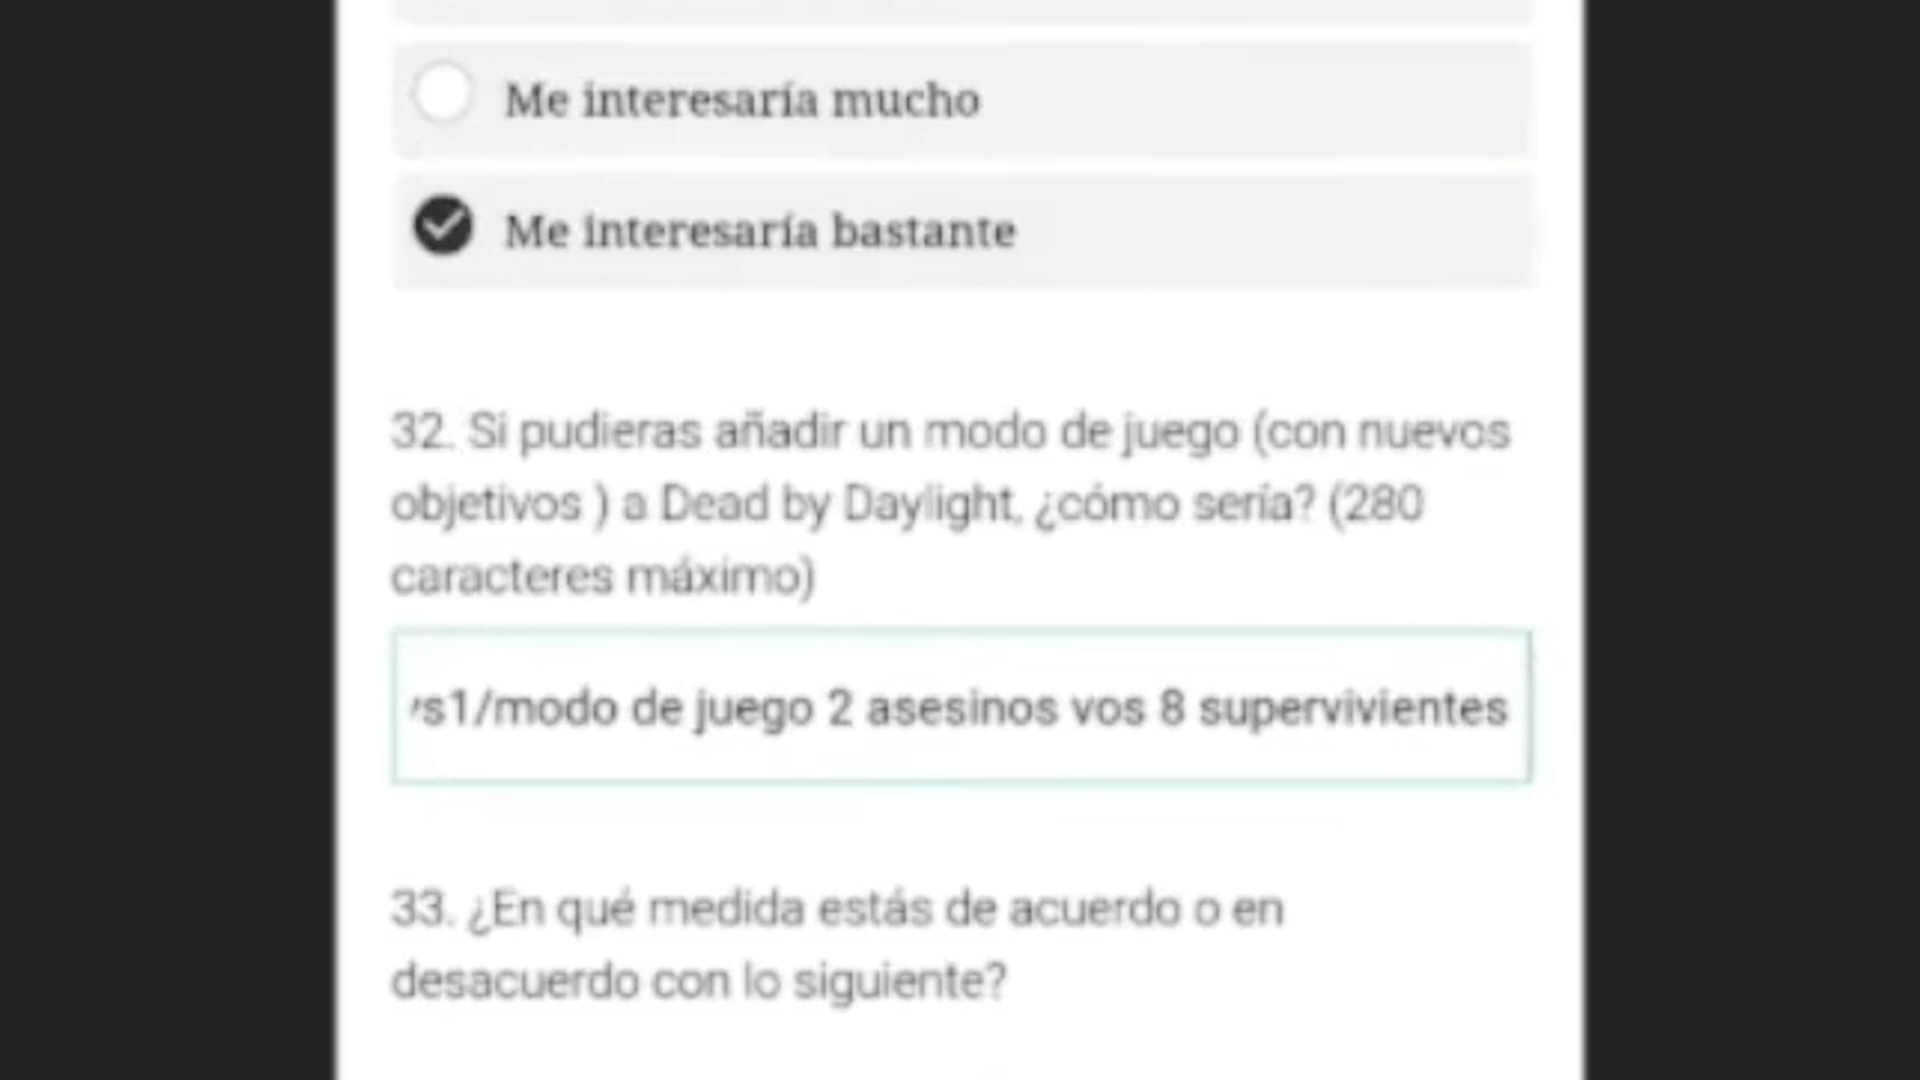 Me interesaría mucho
Me interesaría bastante
32. Si pudieras añadir un modo de juego (con nuevos
objetivos ) a Dead by Daylight, ¿cómo sería? (280
caracteres máximo)
s1/modo de juego 2 asesinos vos 8 supervivientes
33. ¿En qué medida estás de acuerdo o en
desacuerdo con lo siguiente?